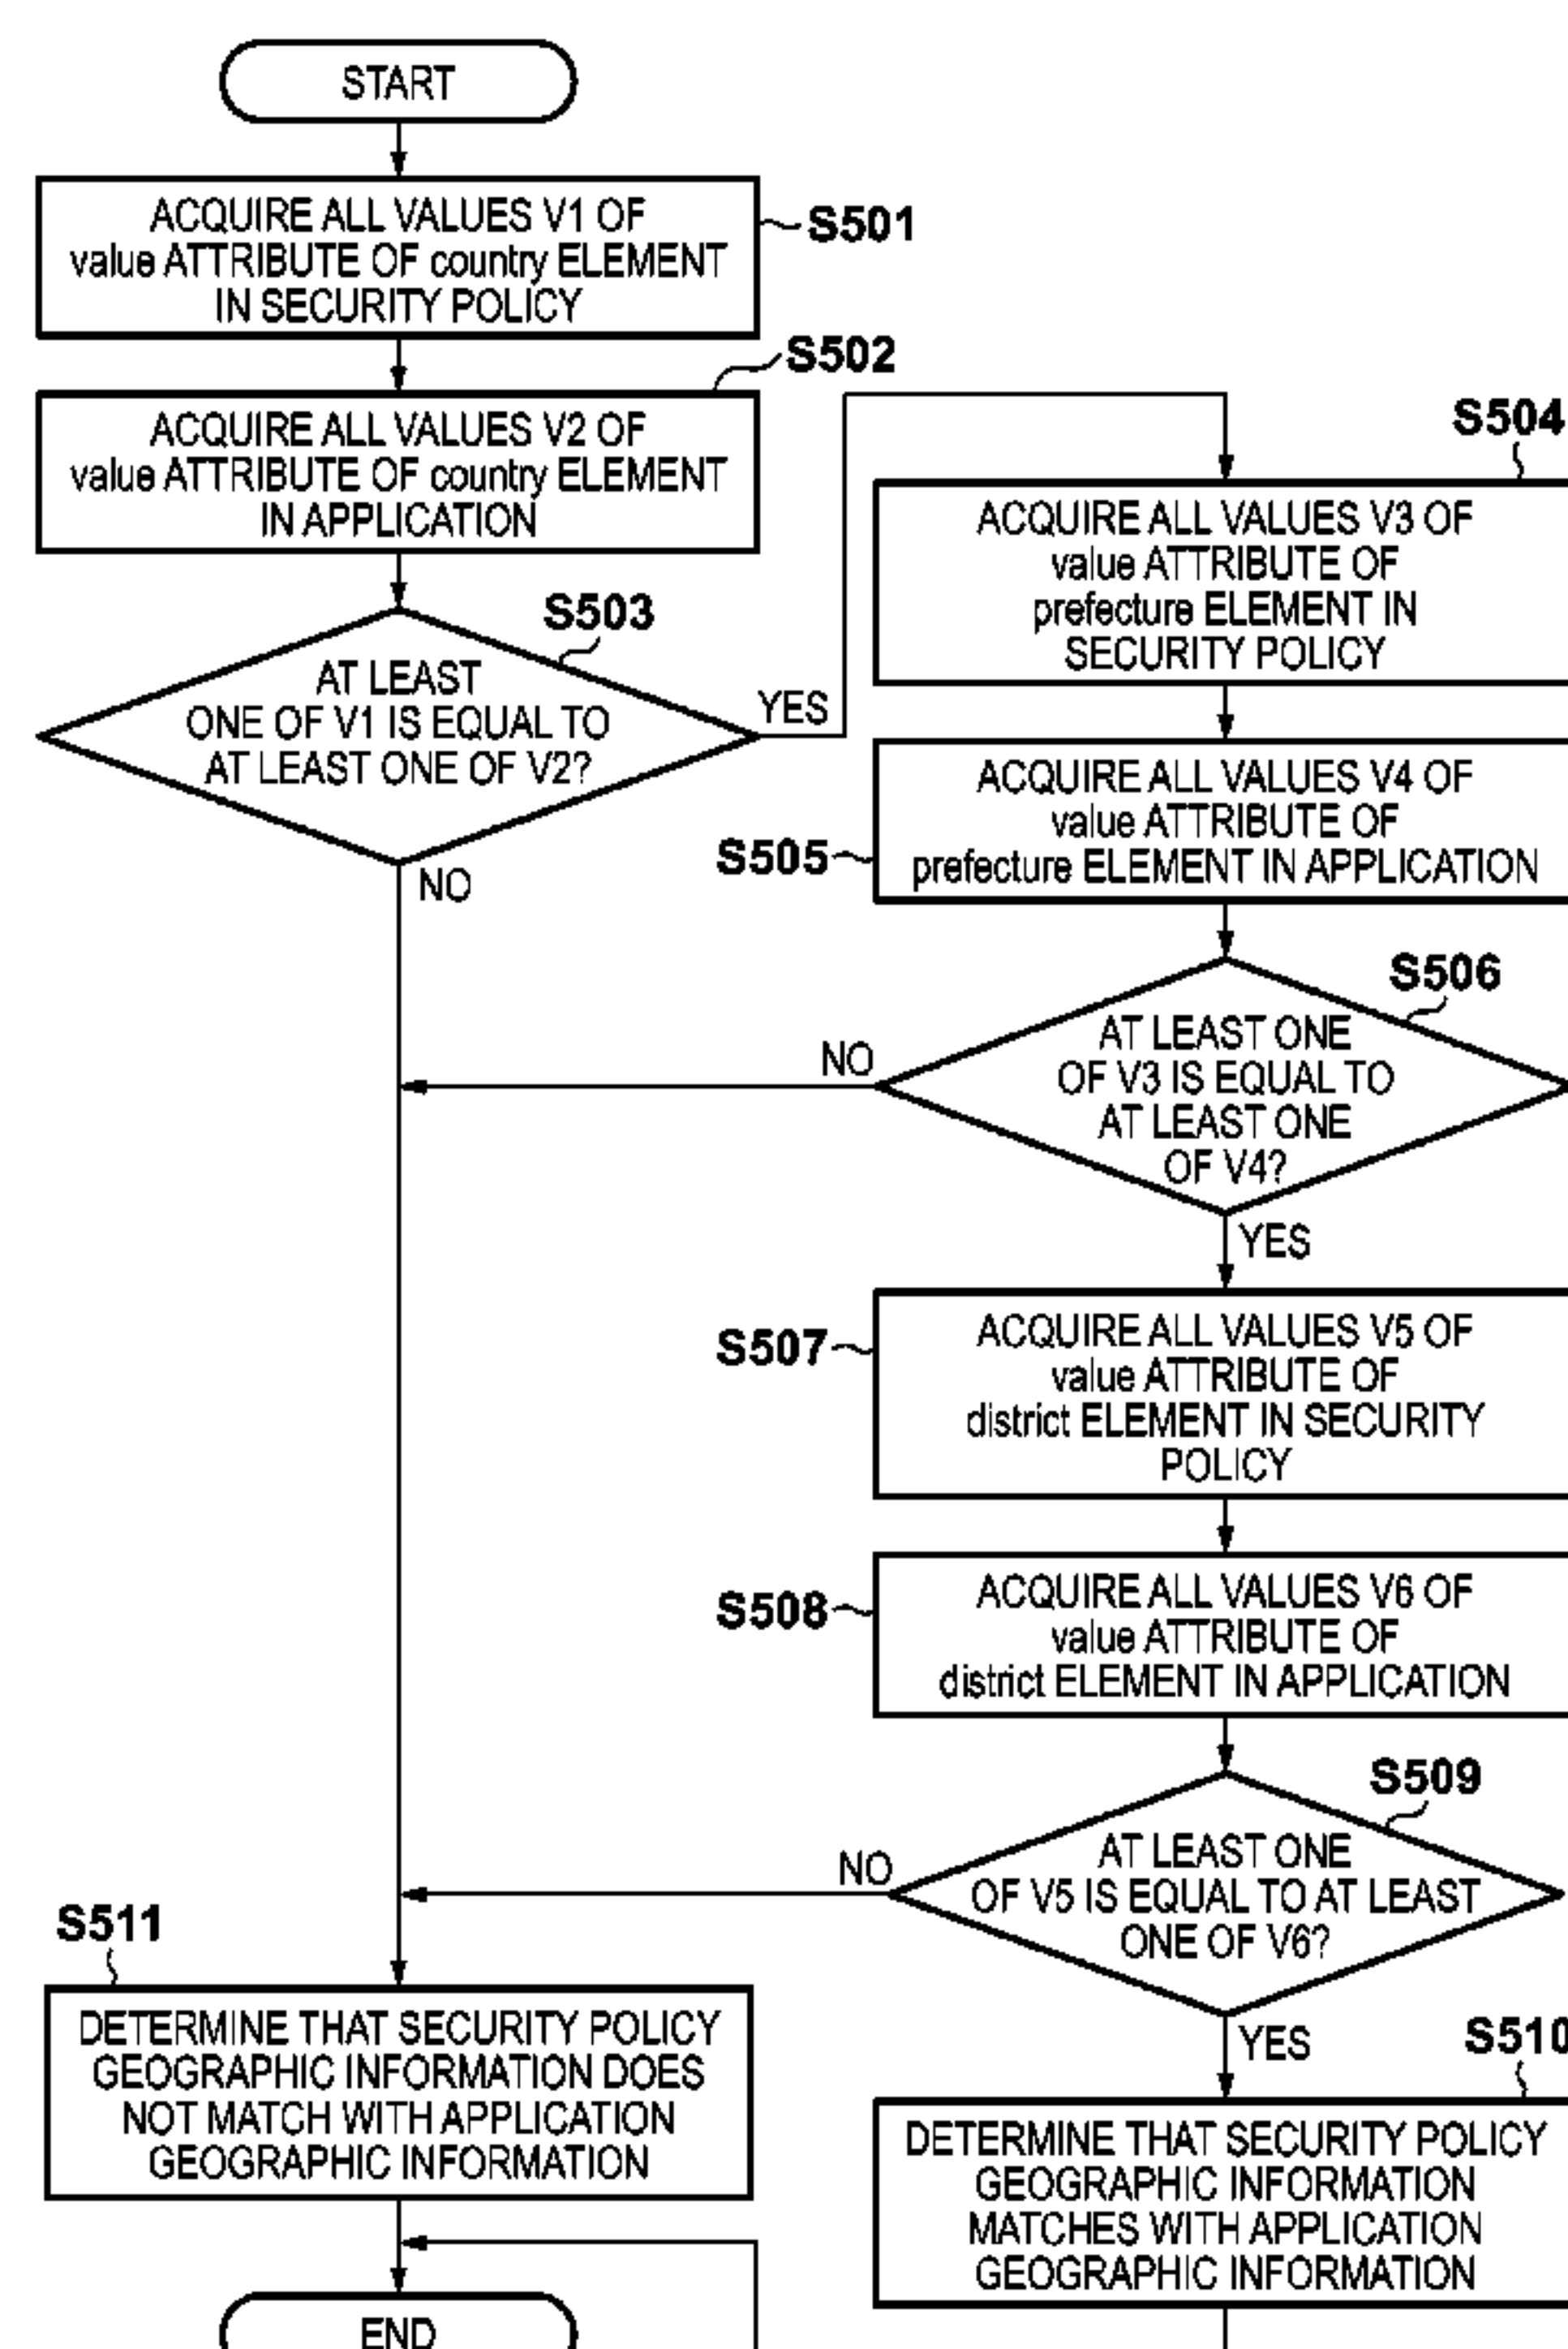 START
ACQUIRE ALL VALUES V1 OF
value ATTRIBUTE OF country ELEMENT
IN SECURITY POLICY
S501
S502
ACQUIRE ALL VALUES V2 OF
value ATTRIBUTE OF country ELEMENT
IN APPLICATION
S503
AT LEAST
ONE OF V1 IS EQUAL TO
AT LEAST ONE OF V2?
YES
NO
S504
ACQUIRE ALL VALUES V3 OF
value ATTRIBUTE OF
prefecture ELEMENT IN
SECURITY POLICY
S505
ACQUIRE ALL VALUES V4 OF
value ATTRIBUTE OF
prefecture ELEMENT IN APPLICATION
S506
AT LEAST ONE
OF V3 IS EQUAL TO
AT LEAST ONE
OF V4?
NO
YES
S507
ACQUIRE ALL VALUES V5 OF
value ATTRIBUTE OF
district ELEMENT IN SECURITY
POLICY
S508
ACQUIRE ALL VALUES V6 OF
value ATTRIBUTE OF
district ELEMENT IN APPLICATION
S509
AT LEAST ONE
OF V5 IS EQUAL TO AT LEAST
ONE OF V6?
NO
YES
S511
DETERMINE THAT SECURITY POLICY
GEOGRAPHIC INFORMATION DOES
NOT MATCH WITH APPLICATION
GEOGRAPHIC INFORMATION
S510
DETERMINE THAT SECURITY POLICY
GEOGRAPHIC INFORMATION
MATCHES WITH APPLICATION
GEOGRAPHIC INFORMATION
END